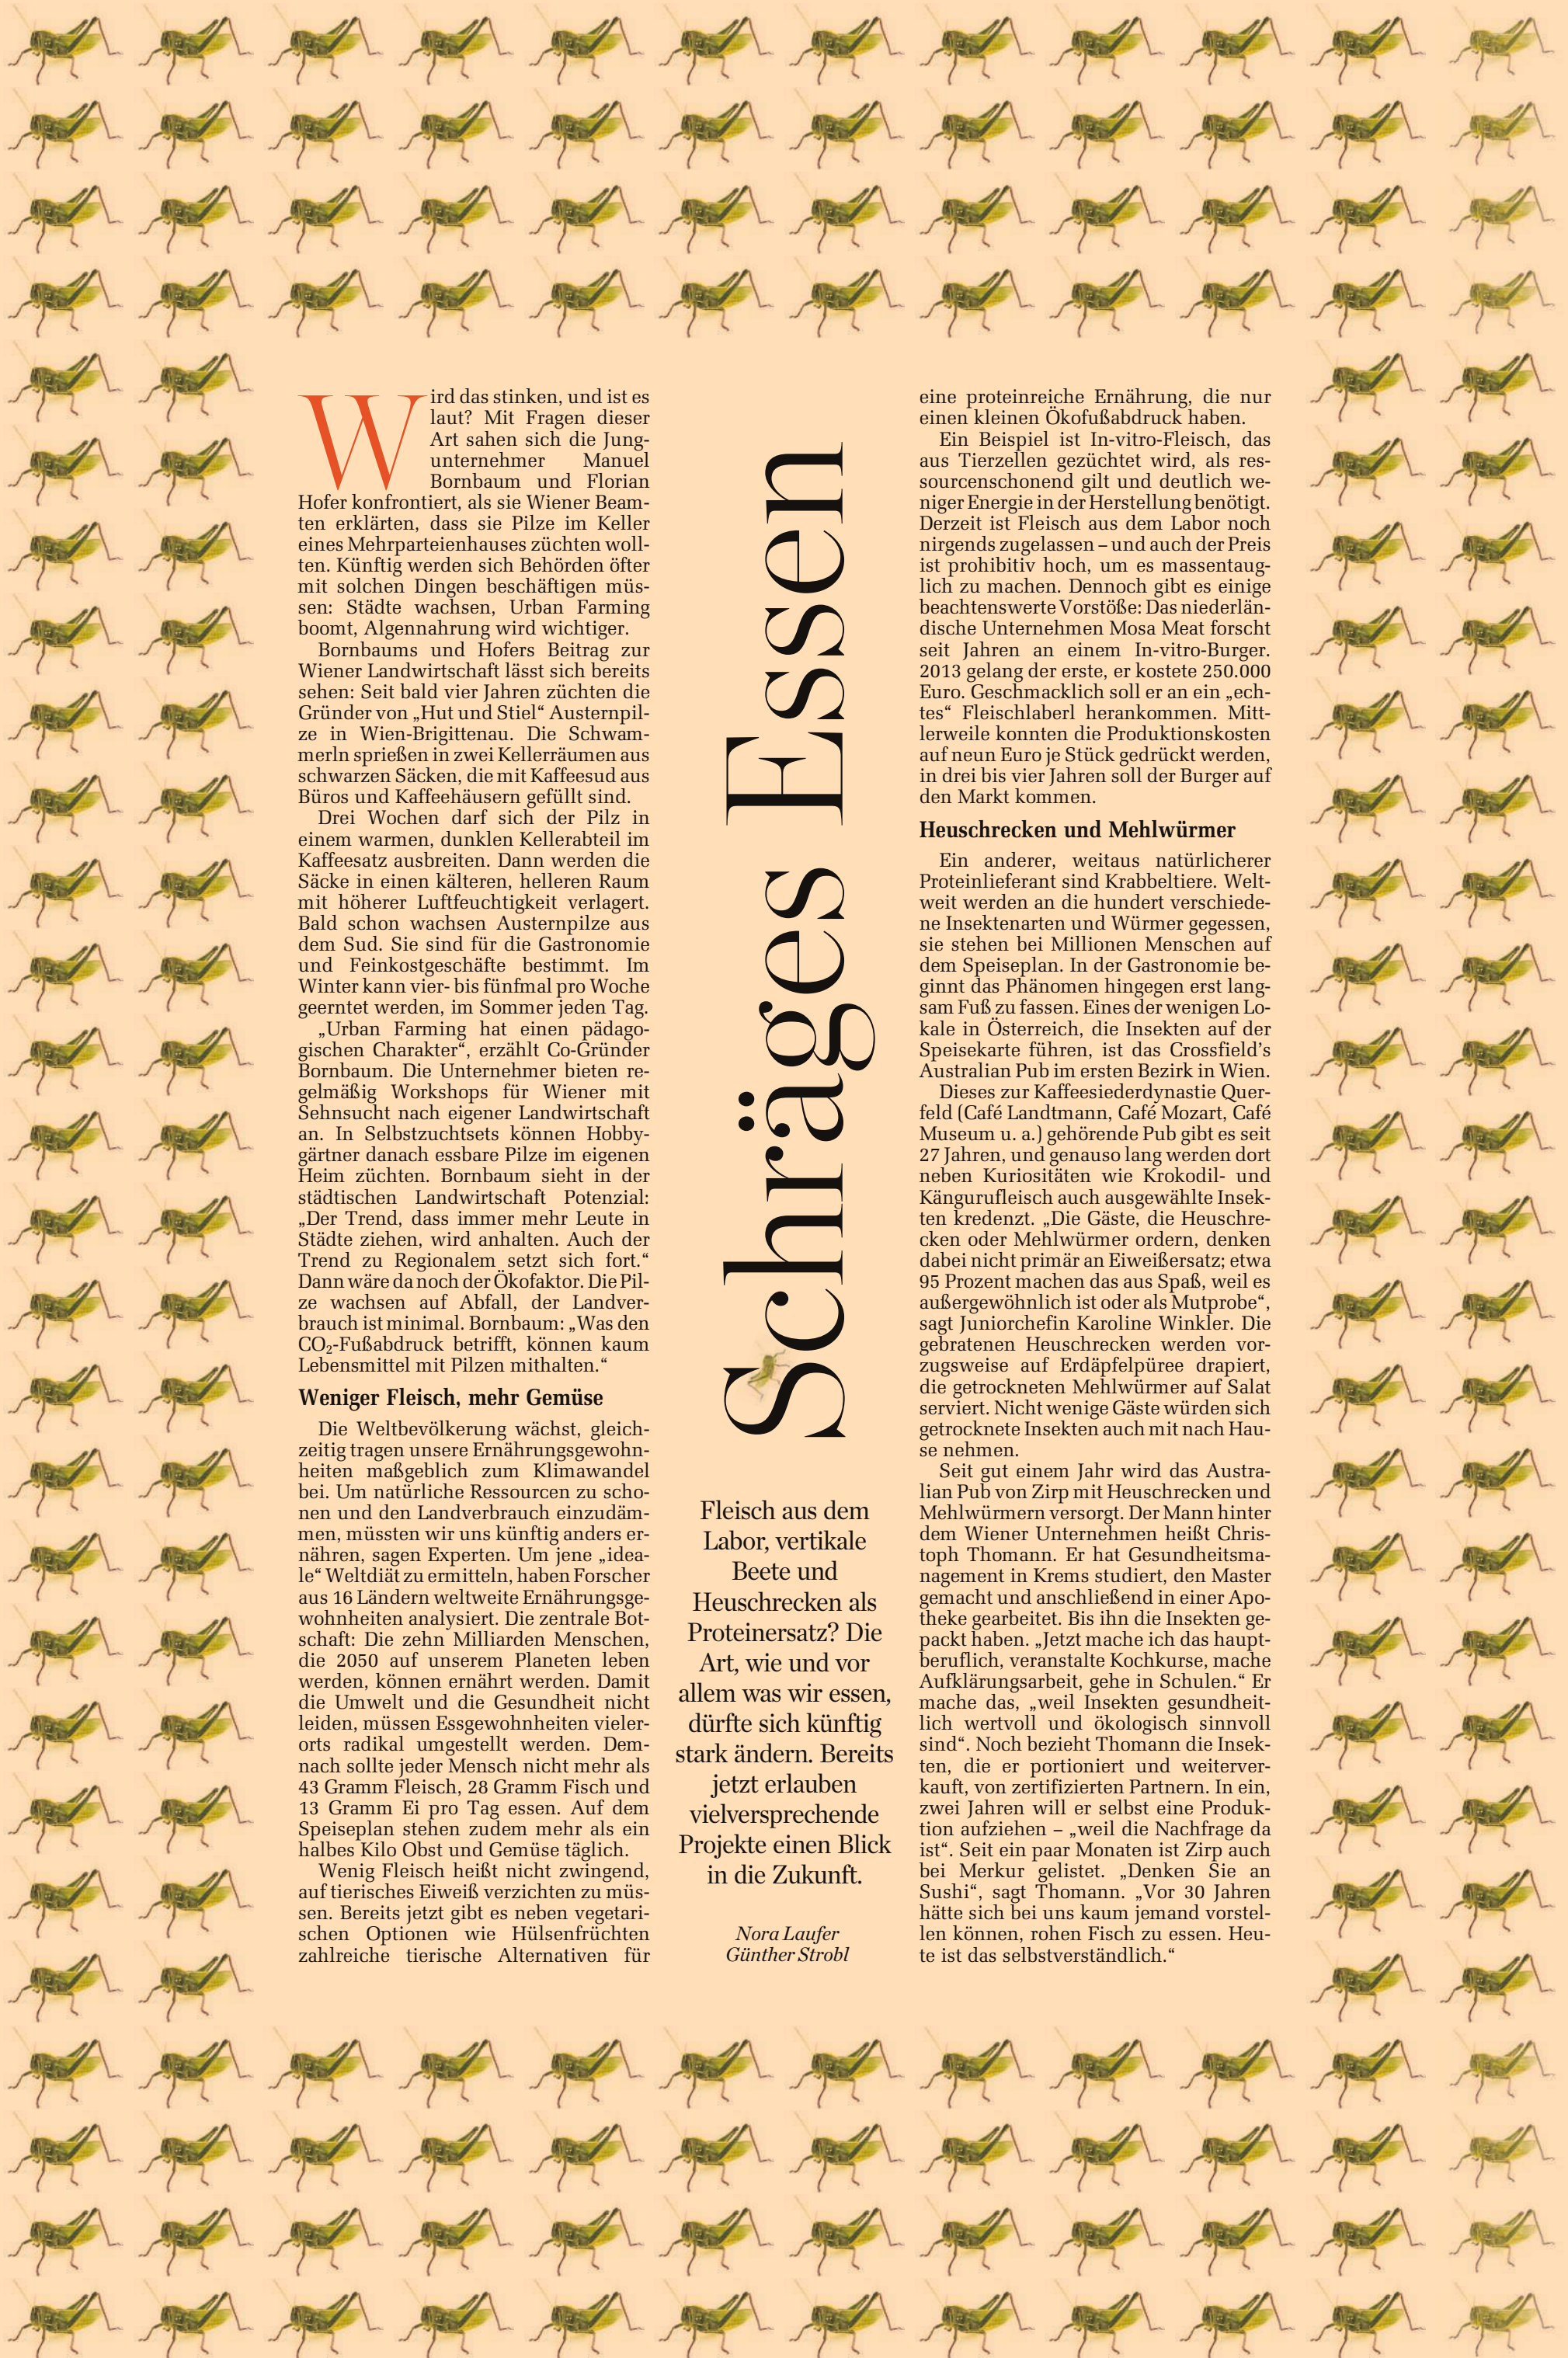 Wird das stinken, und ist es
laut? Mit Fragen dieser
Art sahen sich die Jung-
unternehmer Manuel
Bornbaum und Florian
Hofer konfrontiert, als sie Wiener Beam-
ten erklärten, dass sie Pilze im Keller
eines Mehrparteienhauses züchten woll-
ten. Künftig werden sich Behörden öfter
mit solchen Dingen beschäftigen müs-
sen: Städte wachsen, Urban Farming
boomt, Algennahrung wird wichtiger.
Bornbaums und Hofers Beitrag zur
Wiener Landwirtschaft lässt sich bereits
sehen: Seit bald vier Jahren züchten die
Gründer von „Hut und Stiel“ Austernpil-
ze in Wien-Brigittenau. Die Schwam-
merln sprießen in zwei Kellerräumen aus
schwarzen Säcken, die mit Kaffeesud aus
Büros und Kaffeehäusern gefüllt sind.
Drei Wochen darf sich der Pilz in
einem warmen, dunklen Kellerabteil im
Kaffeesatz ausbreiten. Dann werden die
Säcke in einen kälteren, helleren Raum
mit höherer Luftfeuchtigkeit verlagert.
Bald schon wachsen Austernpilze aus
dem Sud. Sie sind für die Gastronomie
und Feinkostgeschäfte bestimmt. Im
Winter kann vier- bis fünfmal pro Woche
geerntet werden, im Sommer jeden Tag.
„Urban Farming hat einen pädago-
gischen Charakter“, erzählt Co-Gründer
Bornbaum. Die Unternehmer bieten re-
gelmäßig Workshops für Wiener mit
Sehnsucht nach eigener Landwirtschaft
an. In Selbstzuchtsets können Hobby-
gärtner danach essbare Pilze im eigenen
Heim züchten. Bornbaum sieht in der
städtischen Landwirtschaft Potenzial:
„Der Trend, dass immer mehr Leute in
Städte ziehen, wird anhalten. Auch der
Trend zu Regionalem setzt sich fort.“
Dann wäre da noch der Ökofaktor. Die Pil-
ze wachsen auf Abfall, der Landver-
brauch ist minimal. Bornbaum: „Was den
CO₂-Fußabdruck betrifft, können kaum
Lebensmittel mit Pilzen mithalten.“
Weniger Fleisch, mehr Gemüse
Die Weltbevölkerung wächst, gleich-
zeitig tragen unsere Ernährungsgewohn-
heiten maßgeblich zum Klimawandel
bei. Um natürliche Ressourcen zu scho-
nen und den Landverbrauch einzudäm-
men, müssten wir uns künftig anders er-
nähren, sagen Experten. Um jene „idea-
le“ Weltdiät zu ermitteln, haben Forscher
aus 16 Ländern weltweite Ernährungsge-
wohnheiten analysiert. Die zentrale Bot-
schaft: Die zehn Milliarden Menschen,
die 2050 auf unserem Planeten leben
werden, können ernährt werden. Damit
die Umwelt und die Gesundheit nicht
leiden, müssen Essgewohnheiten vieler-
orts radikal umgestellt werden. Dem-
nach sollte jeder Mensch nicht mehr als
43 Gramm Fleisch, 28 Gramm Fisch und
13 Gramm Ei pro Tag essen. Auf dem
Speiseplan stehen zudem mehr als ein
halbes Kilo Obst und Gemüse täglich.
Wenig Fleisch heißt nicht zwingend,
auf tierisches Eiweiß verzichten zu müs-
sen. Bereits jetzt gibt es neben vegetari-
schen Optionen wie Hülsenfrüchten
zahlreiche tierische Alternativen für
Schräges Essen
Fleisch aus dem
Labor, vertikale
Beete und
Heuschrecken als
Proteinersatz? Die
Art, wie und vor
allem was wir essen,
dürfte sich künftig
stark ändern. Bereits
jetzt erlauben
vielversprechende
Projekte einen Blick
in die Zukunft.
Nora Laufer
Günther Strobl
eine proteinreiche Ernährung, die nur
einen kleinen Ökofußabdruck haben.
Ein Beispiel ist In-vitro-Fleisch, das
aus Tierzellen gezüchtet wird, als res-
sourcenschonend gilt und deutlich we-
niger Energie in der Herstellung benötigt.
Derzeit ist Fleisch aus dem Labor noch
nirgends zugelassen – und auch der Preis
ist prohibitiv hoch, um es massentaug-
lich zu machen. Dennoch gibt es einige
beachtenswerte Vorstöße: Das niederlän-
dische Unternehmen Mosa Meat forscht
seit Jahren an einem In-vitro-Burger.
2013 gelang der erste, er kostete 250.000
Euro. Geschmacklich soll er an ein „ech-
tes“ Fleischlaberl herankommen. Mitt-
lerweile konnten die Produktionskosten
auf neun Euro je Stück gedrückt werden,
in drei bis vier Jahren soll der Burger auf
den Markt kommen.
Heuschrecken und Mehlwürmer
Ein anderer, weitaus natürlicherer
Proteinlieferant sind Krabbeltiere. Welt-
weit werden an die hundert verschiede-
ne Insektenarten und Würmer gegessen,
sie stehen bei Millionen Menschen auf
dem Speiseplan. In der Gastronomie be-
ginnt das Phänomen hingegen erst lang-
sam Fuß zu fassen. Eines der wenigen Lo-
kale in Österreich, die Insekten auf der
Speisekarte führen, ist das Crossfield’s
Australian Pub im ersten Bezirk in Wien.
Dieses zur Kaffeesiederdynastie Quer-
feld (Café Landtmann, Café Mozart, Café
Museum u. a.) gehörende Pub gibt es seit
27 Jahren, und genauso lang werden dort
neben Kuriositäten wie Krokodil- und
Kängurufleisch auch ausgewählte Insek-
ten kredenzt. „Die Gäste, die Heuschre-
cken oder Mehlwürmer ordern, denken
dabei nicht primär an Eiweißersatz; etwa
95 Prozent machen das aus Spaß, weil es
außergewöhnlich ist oder als Mutprobe“,
sagt Juniorchefin Karoline Winkler. Die
gebratenen Heuschrecken werden vor-
zugsweise auf Erdäpfelpüree drapiert,
die getrockneten Mehlwürmer auf Salat
serviert. Nicht wenige Gäste würden sich
getrocknete Insekten auch mit nach Hau-
se nehmen.
Seit gut einem Jahr wird das Austra-
lian Pub von Zirp mit Heuschrecken und
Mehlwürmern versorgt. Der Mann hinter
dem Wiener Unternehmen heißt Chris-
toph Thomann. Er hat Gesundheitsma-
nagement in Krems studiert, den Master
gemacht und anschließend in einer Apo-
theke gearbeitet. Bis ihn die Insekten ge-
packt haben. „Jetzt mache ich das haupt-
beruflich, veranstalte Kochkurse, mache
Aufklärungsarbeit, gehe in Schulen.“ Er
mache das, „weil Insekten gesundheit-
lich wertvoll und ökologisch sinnvoll
sind“. Noch bezieht Thomann die Insek-
ten, die er portioniert und weiterver-
kauft, von zertifizierten Partnern. In ein,
zwei Jahren will er selbst eine Produk-
tion aufziehen – „weil die Nachfrage da
ist“. Seit ein paar Monaten ist Zirp auch
bei Merkur gelistet. „Denken Sie an
Sushi“, sagt Thomann. „Vor 30 Jahren
hätte sich bei uns kaum jemand vorstel-
len können, rohen Fisch zu essen. Heu-
te ist das selbstverständlich.“